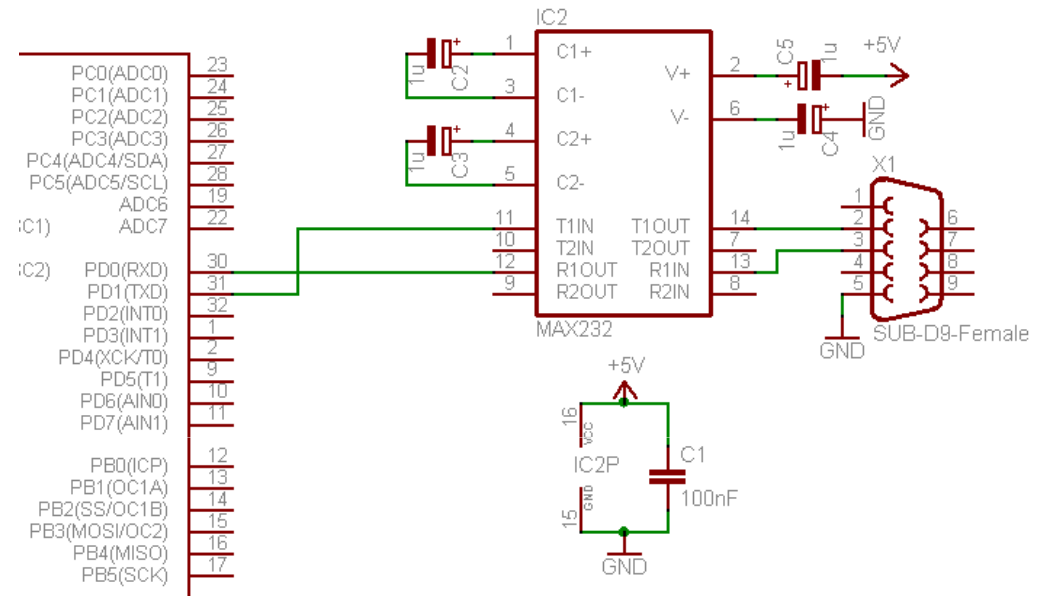 IC2
23
PC0(ADC0)
24
PC1(ADC1)
25
PC2(ADC2)
26
PC3(ADC3)
27
PC4(ADC4/SDA)
28
PC5(ADC5/SCL)
19
ADC6
22
:C1) ADC7
30
:C2) PD0(RXD)
31
PD1(TXD)
32
PD2(INT0)
1
PD3(INT1)
2
PD4(XCK/T0)
9
PD5(T1)
10
PD6(AIN0)
11
PD7(AIN1)
12
PB0(ICP)
13
PB1(OC1A)
14
PB2(SS/OC1B)
15
PB3(MOSI/OC2)
16
PB4(MISO)
17
PB5(SCK)
1u
C2
+
1u
C3
+
1 C1+
3 C1-
4 C2+
5 C2-
11 T1IN
10 T2IN
12 R1OUT
9 R2OUT
V+ 2
V- 6
T1OUT 14
T2OUT 7
R1IN 13
R2IN 8
MAX232
C5
+
1u
+5V
1u
+
C4
GND
X1
1
2 6
3 7
4 8
5 9
GND
SUB-D9-Female
+5V
16
VCC
IC2P
GND
15
C1
100nF
GND